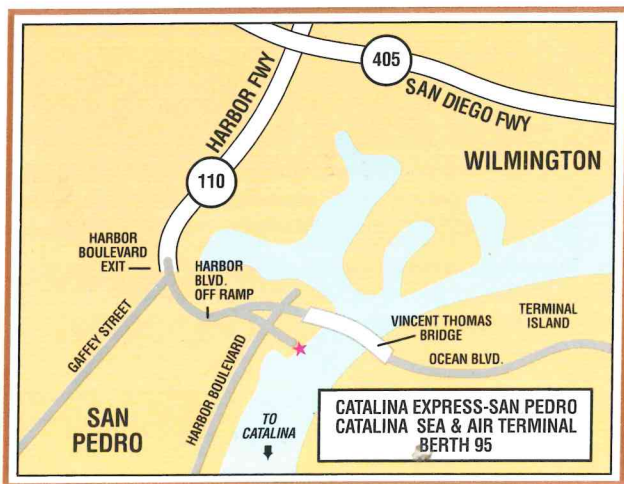 405
SAN DIEGO FWY
HARBOR FWY
110
WILMINGTON
HARBOR
BOULEVARD
EXIT
HARBOR
BLVD.
OFF RAMP
GAFFEY STREET
HARBOR BOULEVARD
VINCENT THOMAS
BRIDGE
TERMINAL
ISLAND
OCEAN BLVD.
SAN
PEDRO
TO
CATALINA
CATALINA EXPRESS-SAN PEDRO
CATALINA SEA & AIR TERMINAL
BERTH 95